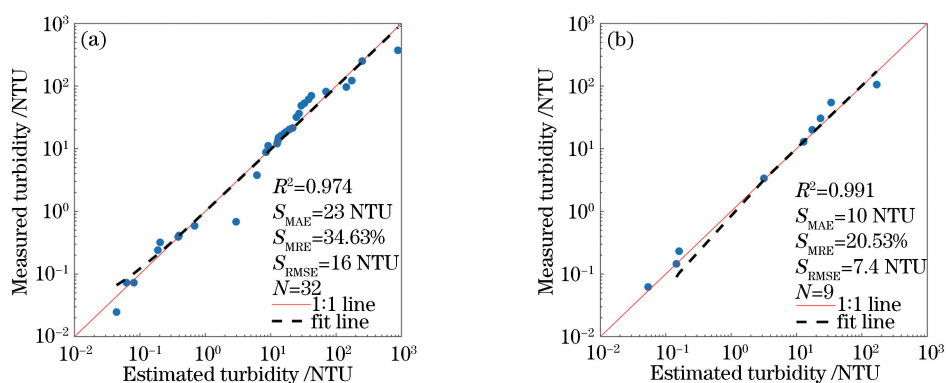 (a)
10³
10²
10¹
10⁰
10⁻¹
10⁻²
Measured turbidity /NTU
R²=0.974
S_MAE=23 NTU
S_MRE=34.63%
S_RMSE=16 NTU
N=32
1:1 line
fit line
10⁻² 10⁻¹ 10⁰ 10¹ 10² 10³
Estimated turbidity /NTU
(b)
10³
10²
10¹
10⁰
10⁻¹
10⁻²
Measured turbidity /NTU
R²=0.991
S_MAE=10 NTU
S_MRE=20.53%
S_RMSE=7.4 NTU
N=9
1:1 line
fit line
10⁻² 10⁻¹ 10⁰ 10¹ 10² 10³
Estimated turbidity /NTU